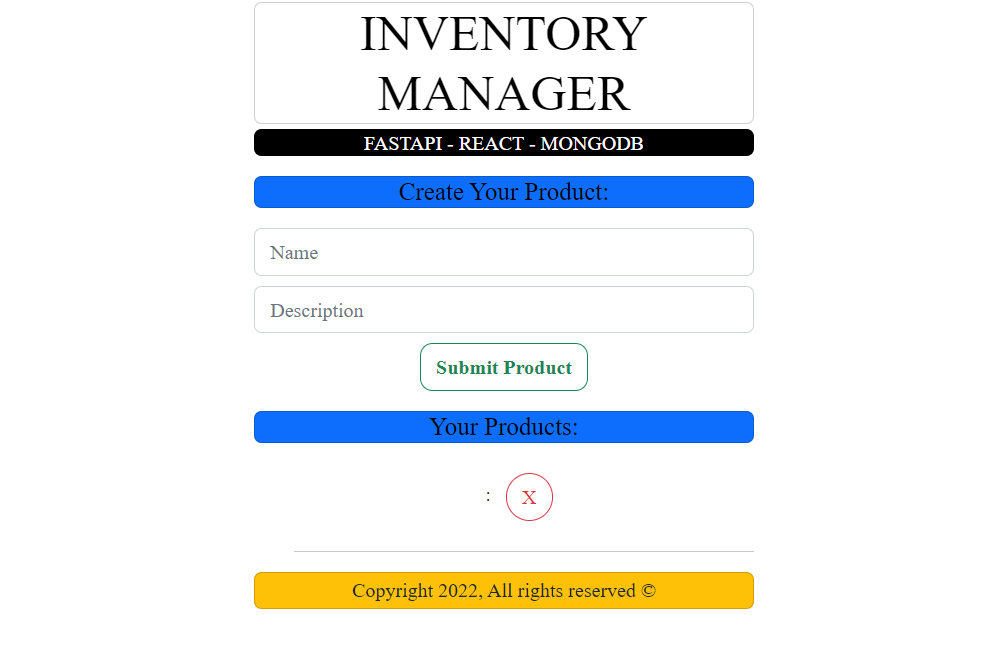 INVENTORY
MANAGER
FASTAPI - REACT - MONGODB
Create Your Product:
Name
Description
Submit Product
Your Products:
: X
Copyright 2022, All rights reserved ©